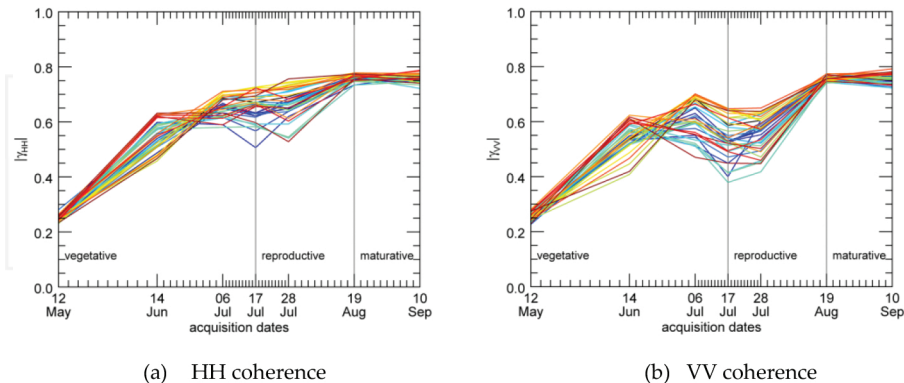 1.0
0.8
0.6
0.4
0.2
0.0
|γHH|
vegetative
reproductive
maturative
12 14 06 17 28 19 10
May Jun Jul Jul Jul Aug Sep
acquisition dates
(a) HH coherence
1.0
0.8
0.6
0.4
0.2
0.0
|γVV|
vegetative
reproductive
maturative
12 14 06 17 28 19 10
May Jun Jul Jul Jul Aug Sep
acquisition dates
(b) VV coherence